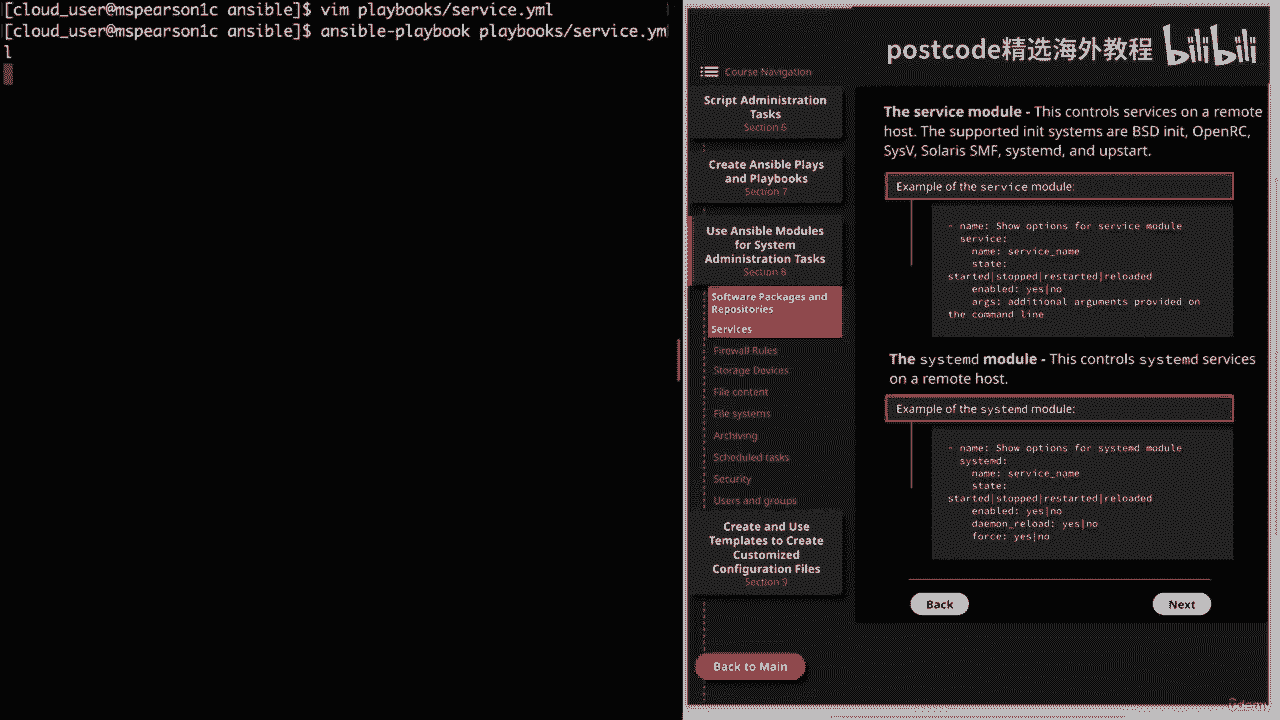 [cloud_user@mspearson1c ansible]$ vim playbooks/service.yml
[cloud_user@mspearson1c ansible]$ ansible-playbook playbooks/service.ym
l
postcode精选海外教程 bilibili
Course Navigation
Script Administration
Tasks
Section 6
Create Ansible Plays
and Playbooks
Section 7
Use Ansible Modules
for System
Administration Tasks
Section 8
Software Packages and
Repositories
Services
Firewall Rules
Storage Devices
File content
File systems
Archiving
Scheduled tasks
Security
Users and groups
Create and Use
Templates to Create
Customized
Configuration Files
Section 9
Back to Main
The service module - This controls services on a remote
host. The supported init systems are BSD init, OpenRC,
SysV, Solaris SMF, systemd, and upstart.
Example of the service module:
- name: Show options for service module
service:
name: service_name
state:
started|stopped|restarted|reloaded
enabled: yes|no
args: additional arguments provided on
the command line
The systemd module - This controls systemd services
on a remote host.
Example of the systemd module:
- name: Show options for systemd module
systemd:
name: service_name
state:
started|stopped|restarted|reloaded
enabled: yes|no
daemon_reload: yes|no
force: yes|no
Back
Next
Udemy